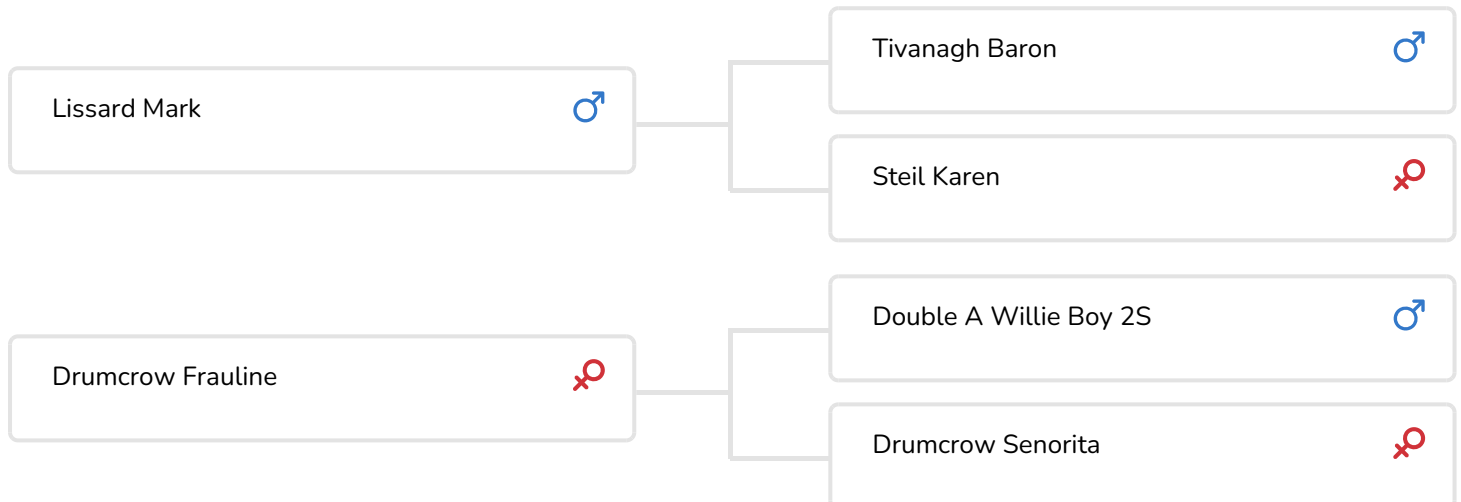 Tivanagh Baron
Lissard Mark
Steil Karen
Double A Willie Boy 2S
Drumcrow Frauline
Drumcrow Senorita